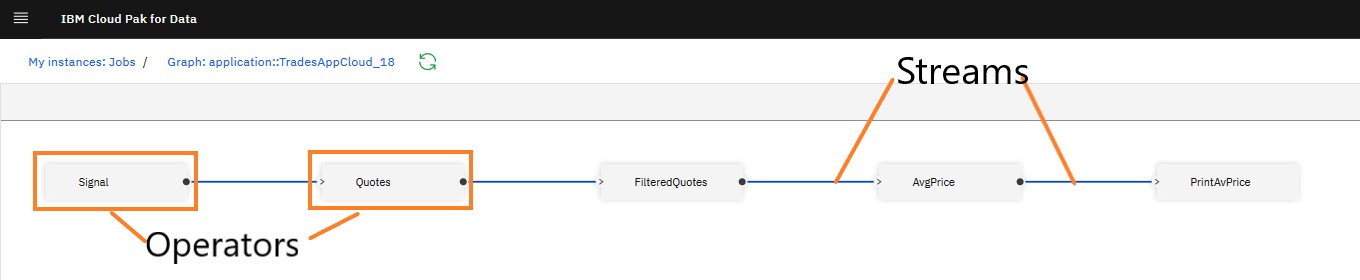 IBM Cloud Pak for Data
My instances: Jobs / Graph: application::TradesAppCloud_18
Streams
Signal Quotes FilteredQuotes AvgPrice PrintAvPrice
Operators